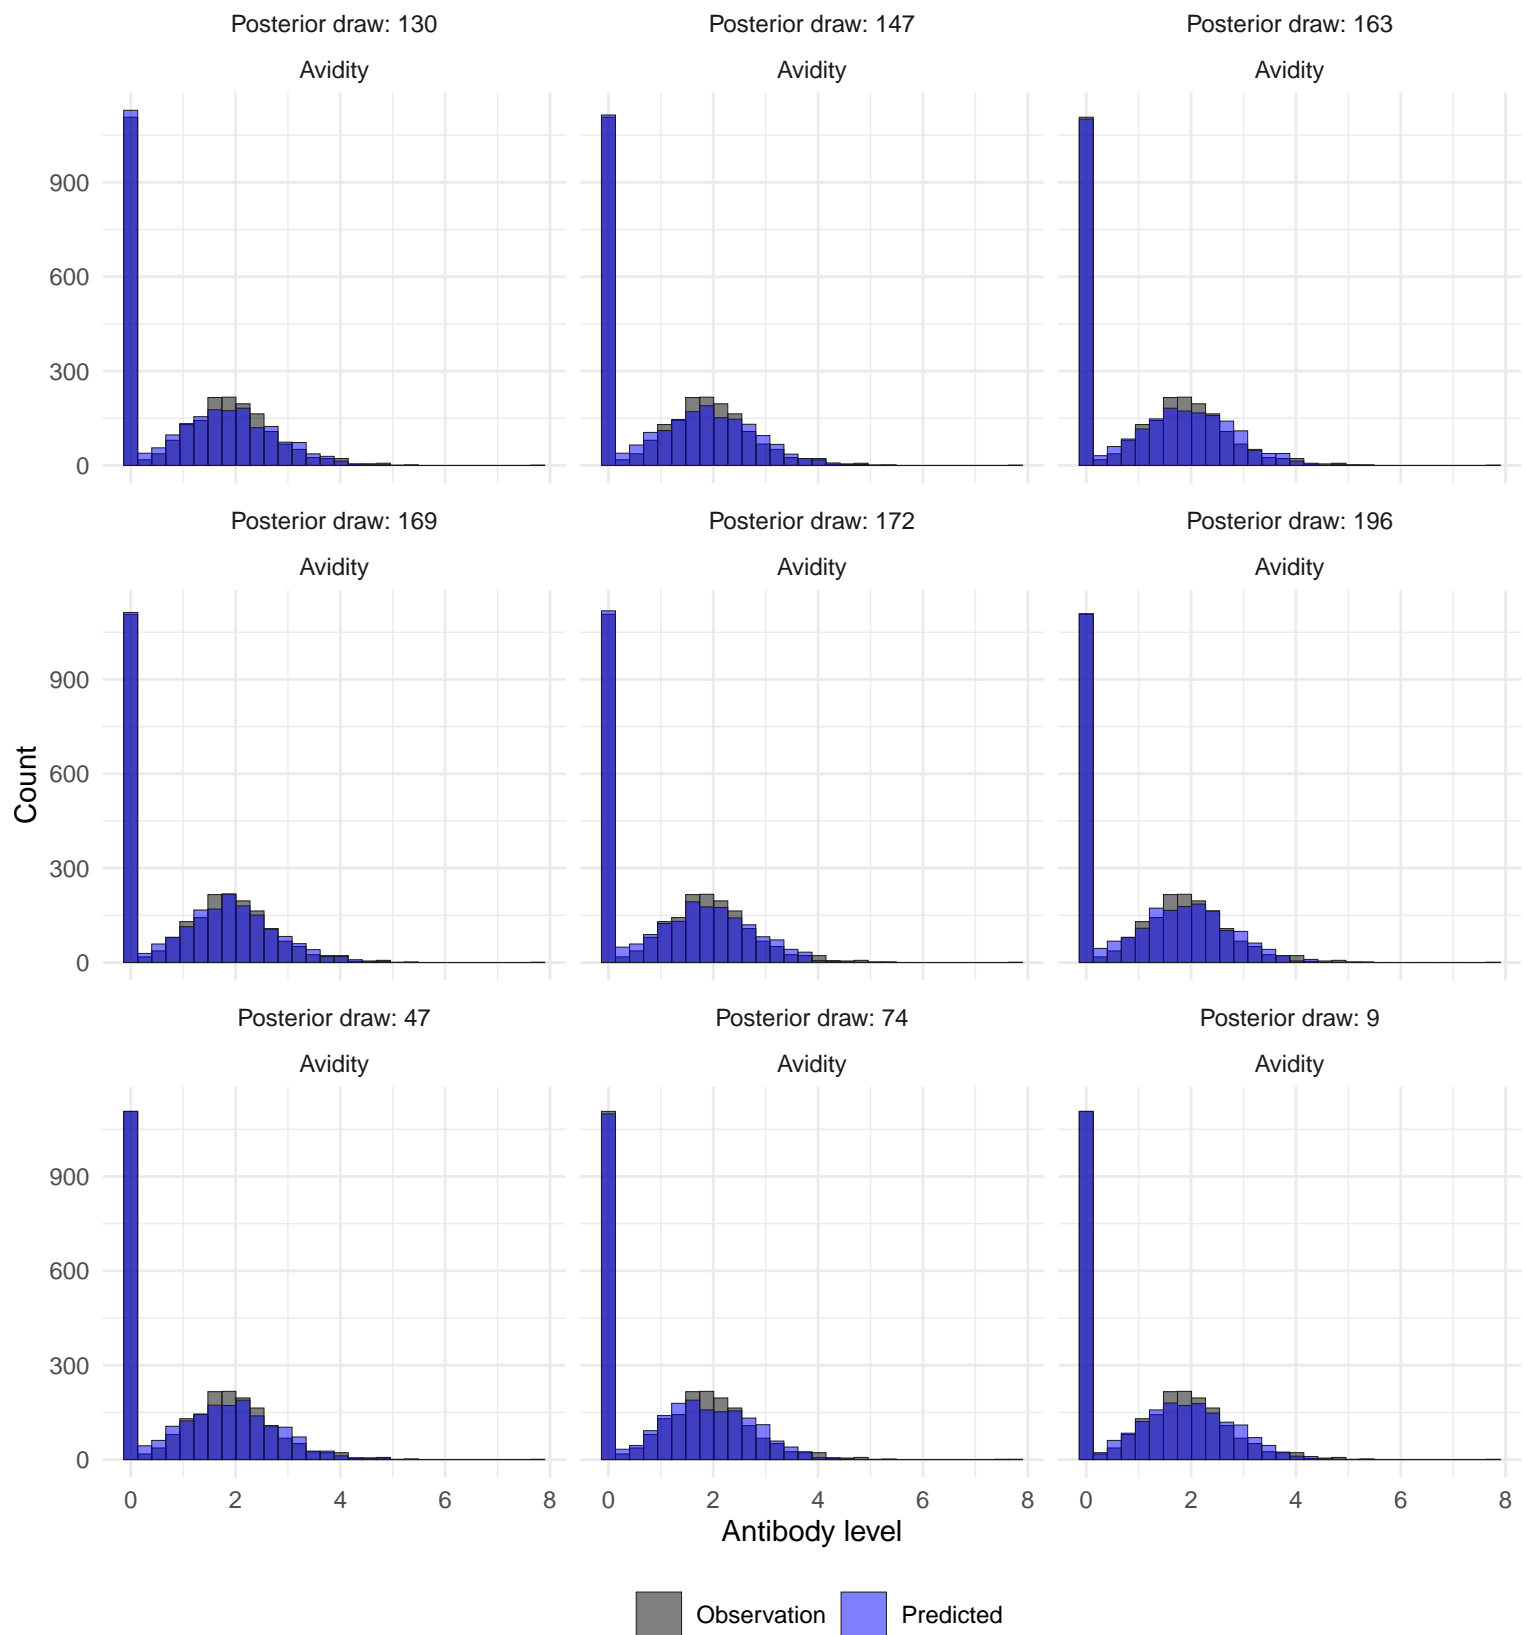 Posterior draw: 130
Posterior draw: 147
Posterior draw: 163
Avidity
Avidity
Avidity
900
600
300
0
Posterior draw: 169
Posterior draw: 172
Posterior draw: 196
Avidity
Avidity
Avidity
900
600
300
0
Count
Posterior draw: 47
Posterior draw: 74
Posterior draw: 9
Avidity
Avidity
Avidity
900
600
300
0
0 2 4 6 8
0 2 4 6 8
0 2 4 6 8
Antibody level
Observation
Predicted